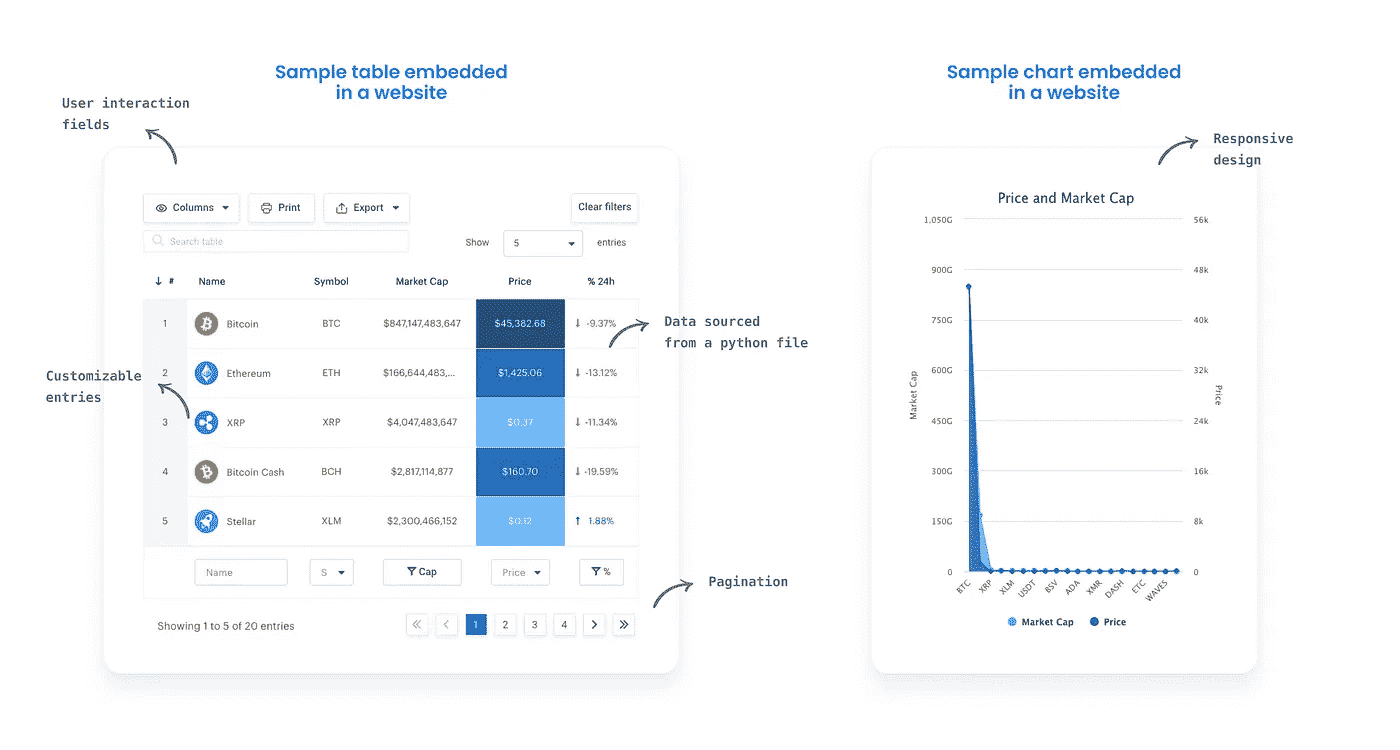 Sample table embedded
in a website
User interaction
fields
Columns
Print
Export
Clear filters
Search table
Show
5
entries
# Name Symbol Market Cap Price % 24h
1 Bitcoin BTC $847,147,483,647 $45,382.68 ↓ -9.37%
2 Ethereum ETH $166,644,483,... $1,425.06 ↓ -13.12%
3 XRP XRP $4,047,483,647 $0.37 ↓ -11.34%
4 Bitcoin Cash BCH $2,817,114,877 $160.70 ↓ -19.59%
5 Stellar XLM $2,300,466,152 $0.12 ↑ 1.88%
Name S Cap Price %
Showing 1 to 5 of 20 entries
« ‹ 1 2 3 4 › »
Customizable
entries
Data sourced
from a python file
Pagination
Sample chart embedded
in a website
Responsive
design
Price and Market Cap
1,050G 56k
900G 48k
750G 40k
600G 32k
450G 24k
300G 16k
150G 8k
0 0
Market Cap
Price
BTC XRP XLM USDT BSV ADA XMR DASH ETC WAVES
Market Cap Price